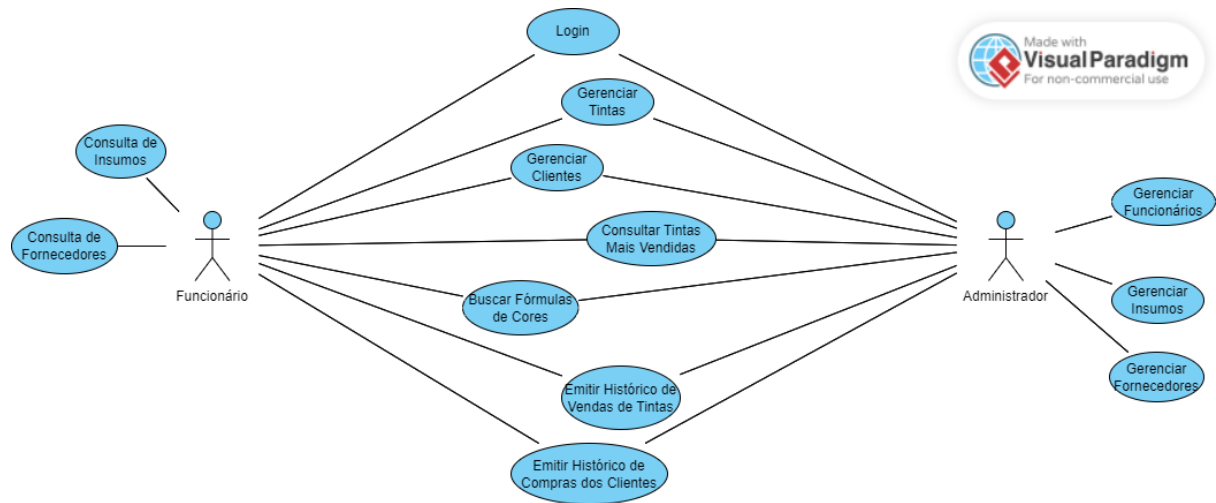 Login
Made with
VisualParadigm
For non-commercial use
Gerenciar
Tintas
Consulta de
Insumos
Gerenciar
Clientes
Gerenciar
Funcionários
Consulta de
Fornecedores
Consultar Tintas
Mais Vendidas
Funcionário
Administrador
Buscar Fórmulas
de Cores
Gerenciar
Insumos
Gerenciar
Fornecedores
Emitir Histórico de
Vendas de Tintas
Emitir Histórico de
Compras dos Clientes